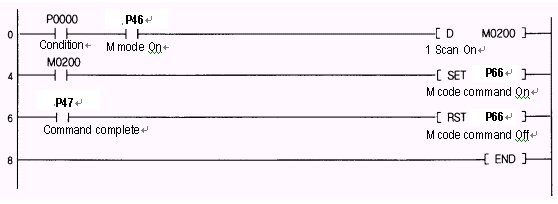 P0000 P46↵
0 [ D M0200 ]
Condition↵ M mode On↵ 1 Scan On↵
M0200
4 [ SET P66↵ ]
M code command On↵
P47↵
6 [ RST P66↵ ]
Command complete↵ M code command Off↵
8 [ END ]